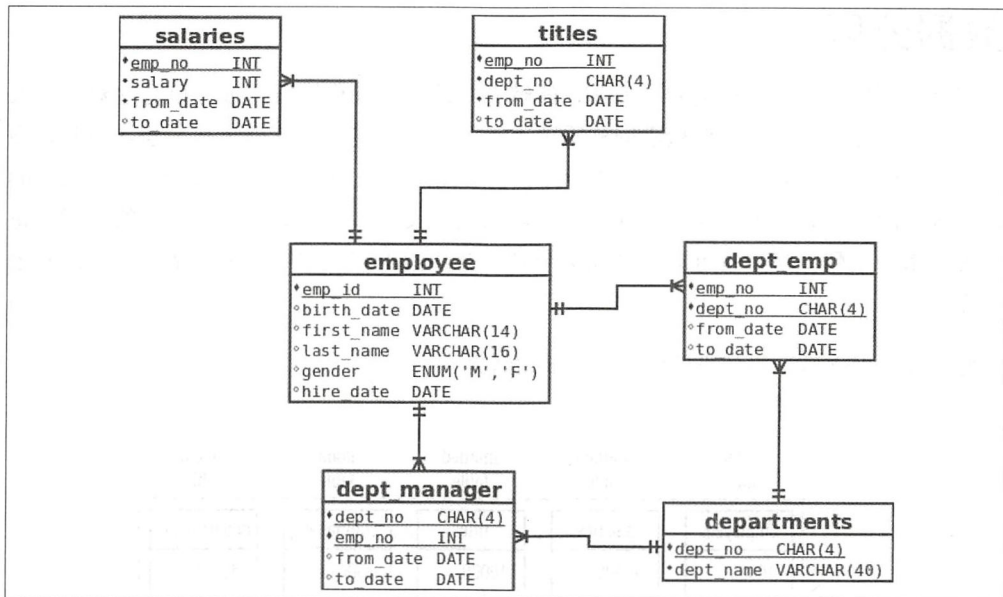 salaries
emp_no INT
salary INT
from_date DATE
to_date DATE
titles
emp_no INT
dept_no CHAR(4)
from_date DATE
to_date DATE
employee
emp_id INT
birth_date DATE
first_name VARCHAR(14)
last_name VARCHAR(16)
gender ENUM('M','F')
hire_date DATE
dept_emp
emp_no INT
dept_no CHAR(4)
from_date DATE
to_date DATE
dept_manager
dept_no CHAR(4)
emp_no INT
from_date DATE
to_date DATE
departments
dept_no CHAR(4)
dept_name VARCHAR(40)